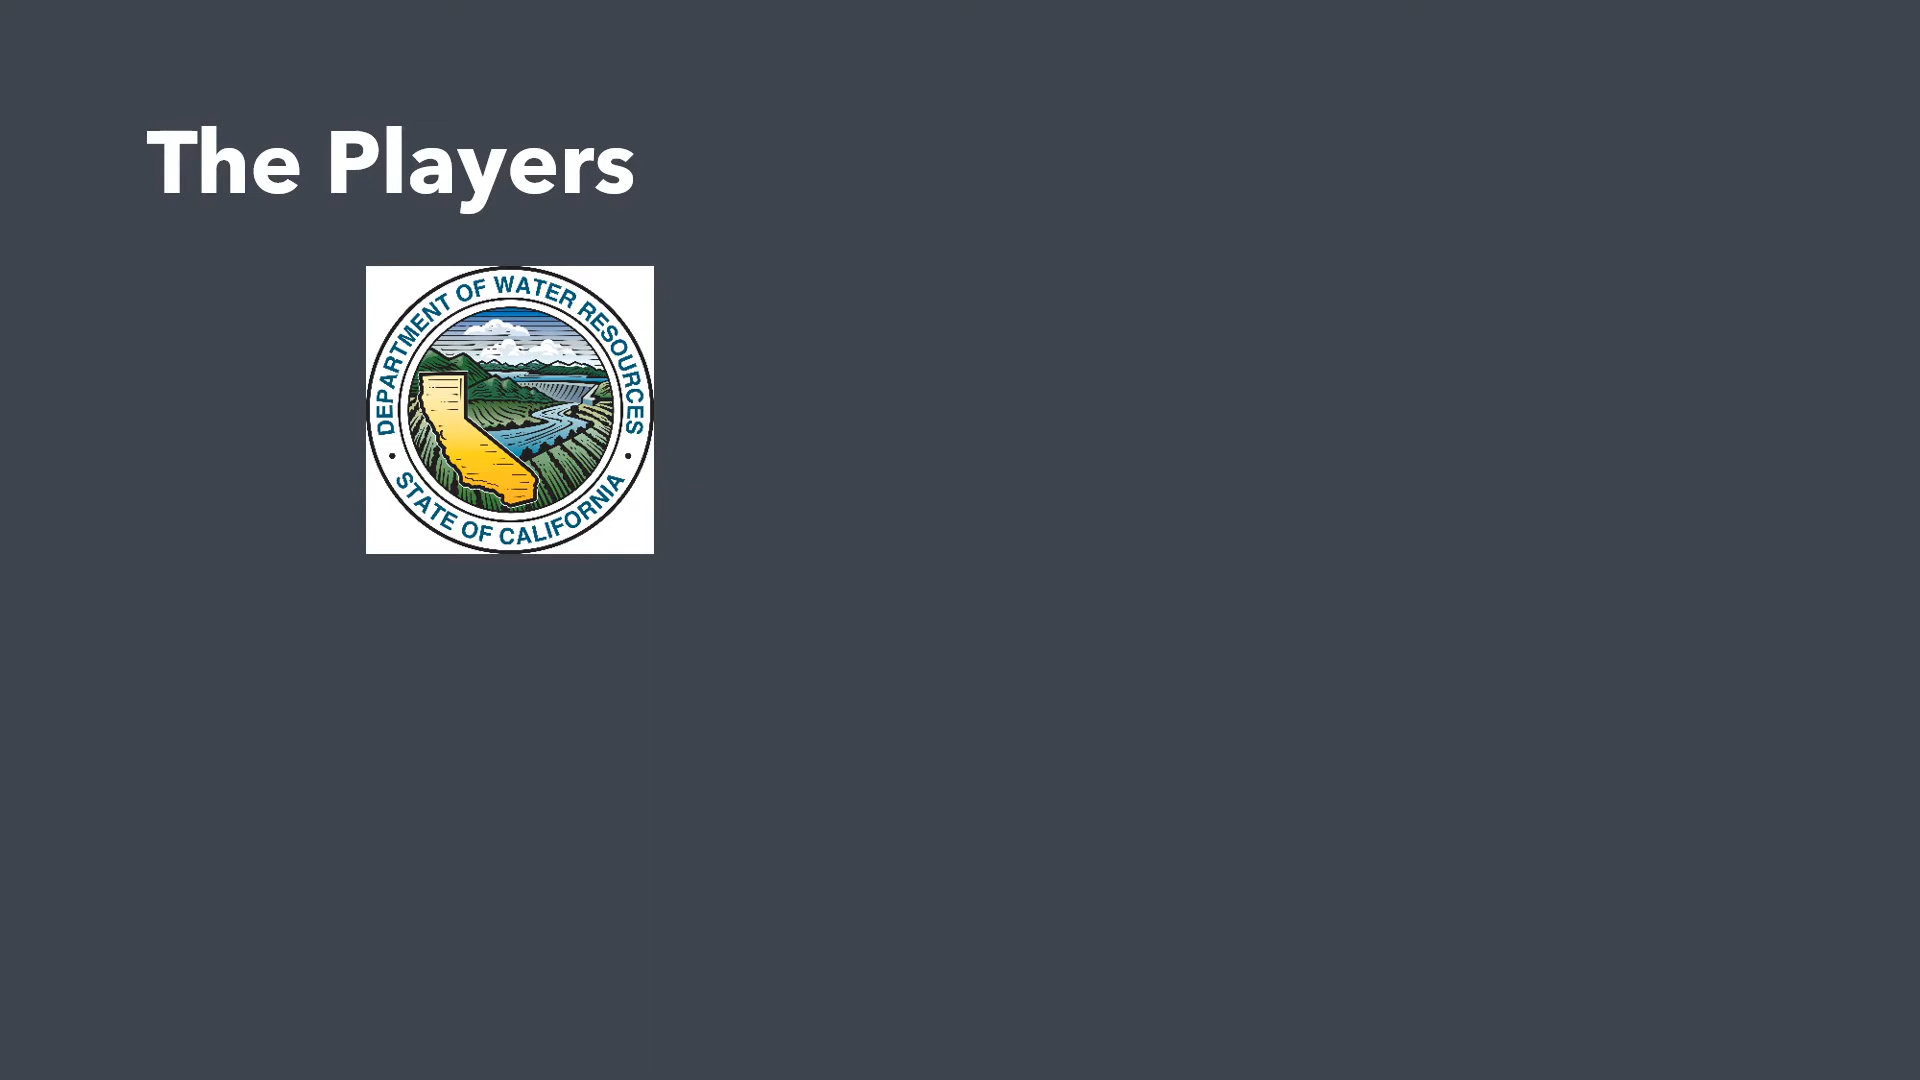 The Players
DEPARTMENT OF WATER RESOURCES
STATE OF CALIFORNIA